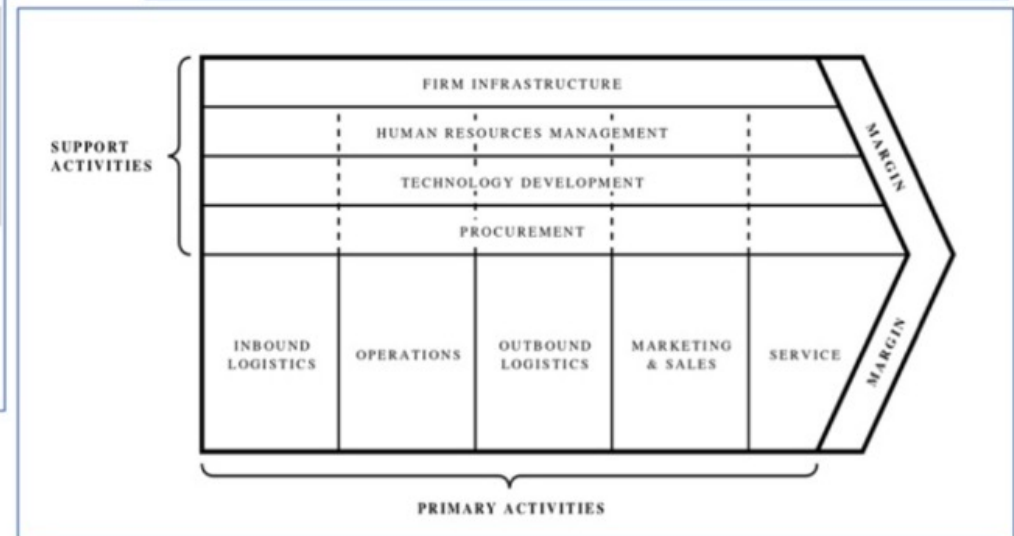 FIRM INFRASTRUCTURE
HUMAN RESOURCES MANAGEMENT
SUPPORT
ACTIVITIES
TECHNOLOGY DEVELOPMENT
PROCUREMENT
MARGIN
INBOUND
LOGISTICS
OPERATIONS
OUTBOUND
LOGISTICS
MARKETING
& SALES
SERVICE
MARGIN
PRIMARY ACTIVITIES